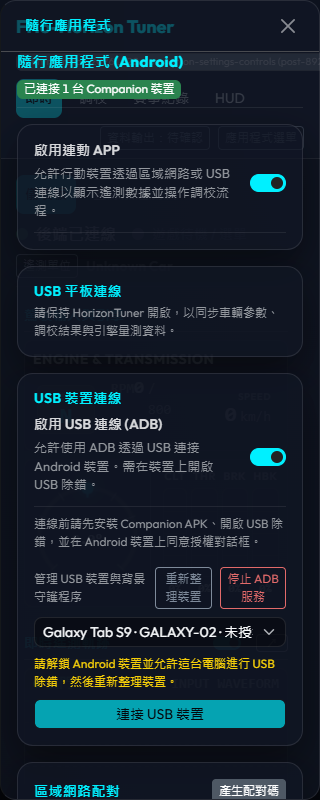 隨行應用程式
隨行應用程式 (Android)
已連接 1 台 Companion 裝置
HUD
啟用連動 APP
允許行動裝置透過區域網路或 USB
連線以顯示遙測數據並操作調校流
程。
USB 平板連線
請保持 HorizonTuner 開啟，以同步車輛參數、
調校結果與引擎量測資料。
ENGINE & TRANSMISSION
USB 裝置連線
啟用 USB 連線 (ADB)
允許使用 ADB 透過 USB 連接
Android 裝置。需在裝置上開啟
USB 除錯。
連線前請先安裝 Companion APK、開啟 USB 除
錯，並在 Android 裝置上同意授權對話框。
管理 USB 裝置與背景
守護程序
重新整
理裝置
停止 ADB
服務
Galaxy Tab S9 · GALAXY-02 · 未授
請解鎖 Android 裝置並允許這台電腦進行 USB
除錯，然後重新整理裝置。
連接 USB 裝置
區域網路配對
產生配對碼